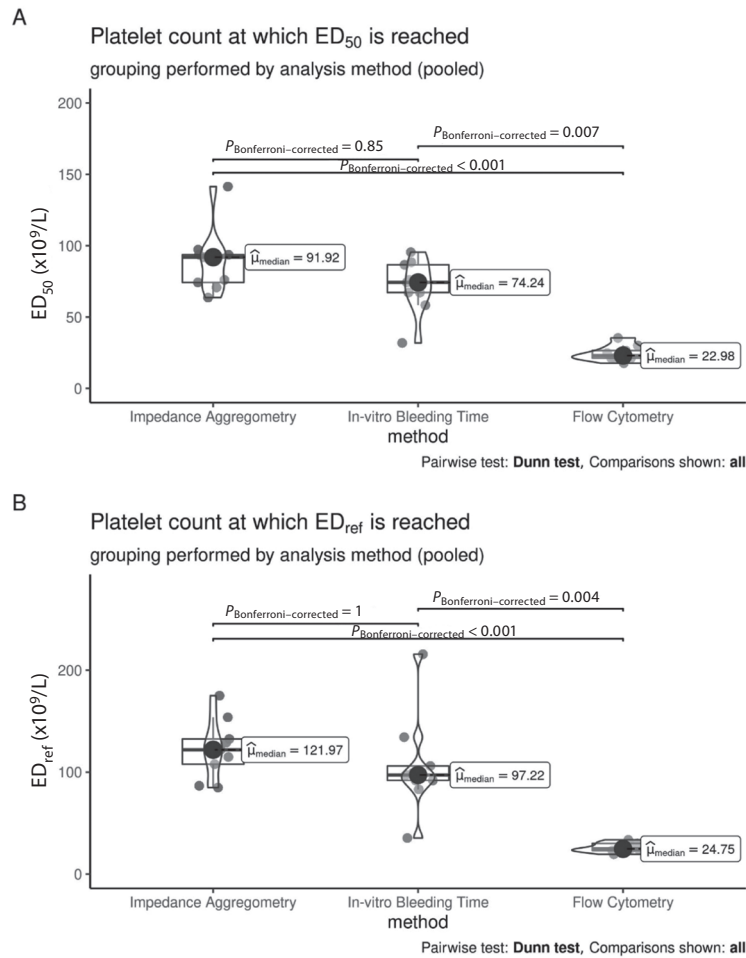 A
Platelet count at which ED50 is reached
grouping performed by analysis method (pooled)
200
150
100
50
0
ED50 (x10^9/L)
PBonferroni−corrected = 0.007
PBonferroni−corrected = 0.85
PBonferroni−corrected < 0.001
μ̂median = 91.92
μ̂median = 74.24
μ̂median = 22.98
Impedance Aggregometry
In-vitro Bleeding Time
Flow Cytometry
method
Pairwise test: Dunn test, Comparisons shown: all
B
Platelet count at which EDref is reached
grouping performed by analysis method (pooled)
200
100
0
EDref (x10^9/L)
PBonferroni−corrected = 0.004
PBonferroni−corrected = 1
PBonferroni−corrected < 0.001
μ̂median = 121.97
μ̂median = 97.22
μ̂median = 24.75
Impedance Aggregometry
In-vitro Bleeding Time
Flow Cytometry
method
Pairwise test: Dunn test, Comparisons shown: all